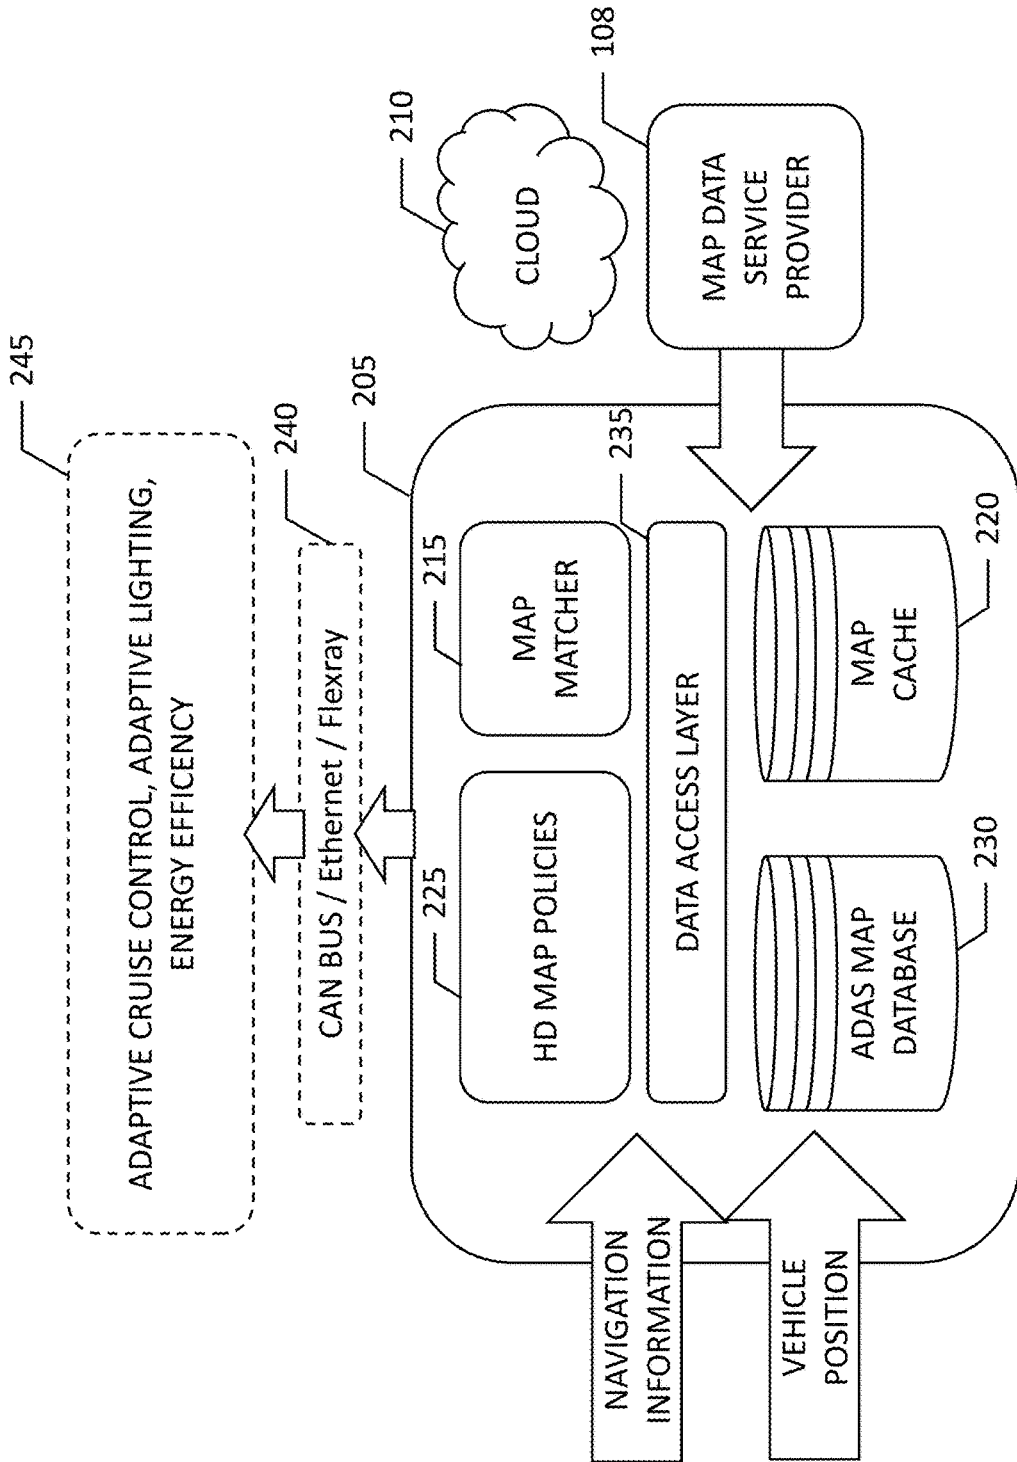 245
ADAPTIVE CRUISE CONTROL, ADAPTIVE LIGHTING,
ENERGY EFFICENCY
240
CAN BUS / Ethernet / Flexray
205
210
CLOUD
108
MAP DATA
SERVICE
PROVIDER
225
HD MAP POLICIES
215
MAP
MATCHER
235
DATA ACCESS LAYER
NAVIGATION
INFORMATION
VEHICLE
POSITION
ADAS MAP
DATABASE
230
MAP
CACHE
220